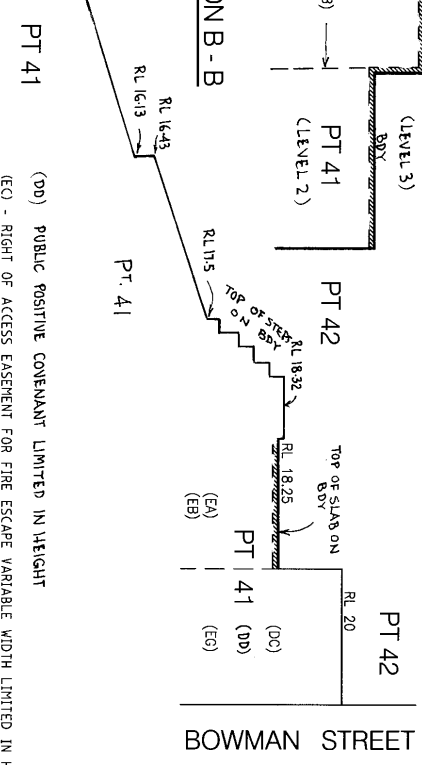 B)
(LEVEL 3)
BDY
PT 41
(LEVEL 2)
ON B - B
PT 42
PT 41
RL 16·13
RL 16·43
PT. 41
RL 17·5
TOP OF STEPS
ON BDY
RL 18·32
RL 18.25
TOP OF SLAB ON
BDY
(EA)
(EB)
PT 41
(DC)
(DD)
(EG)
RL 20
PT 42
BOWMAN STREET
(DD) PUBLIC POSITIVE COVENANT LIMITED IN HEIGHT
(EC) - RIGHT OF ACCESS EASEMENT FOR FIRE ESCAPE VARIABLE WIDTH LIMITED IN H